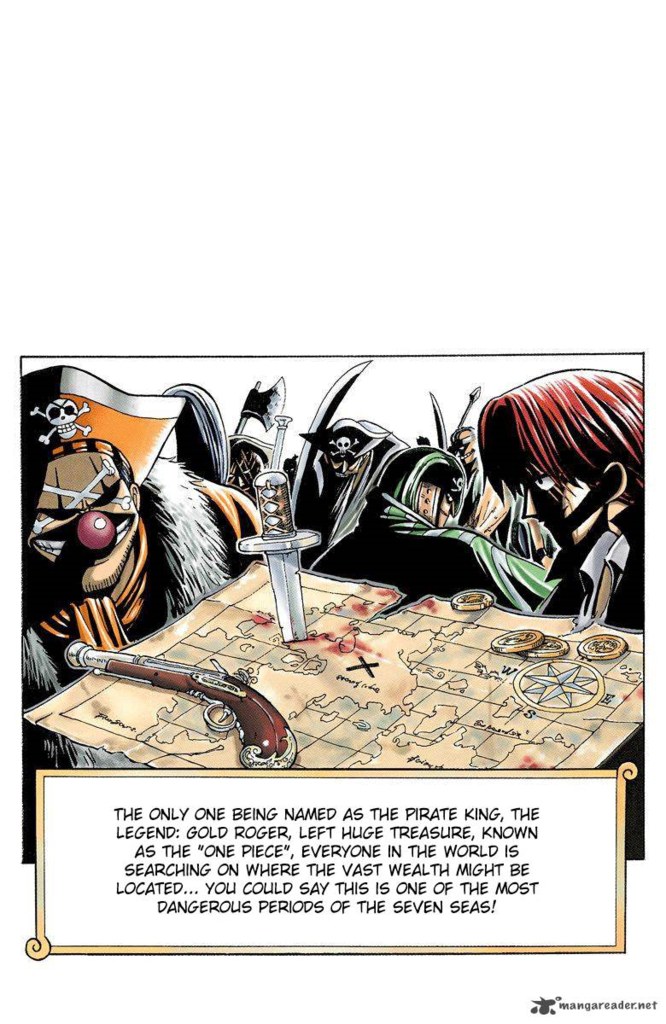 W
E
S
THE ONLY ONE BEING NAMED AS THE PIRATE KING, THE
LEGEND: GOLD ROGER, LEFT HUGE TREASURE, KNOWN
AS THE "ONE PIECE", EVERYONE IN THE WORLD IS
SEARCHING ON WHERE THE VAST WEALTH MIGHT BE
LOCATED... YOU COULD SAY THIS IS ONE OF THE MOST
DANGEROUS PERIODS OF THE SEVEN SEAS!
mangareader.net